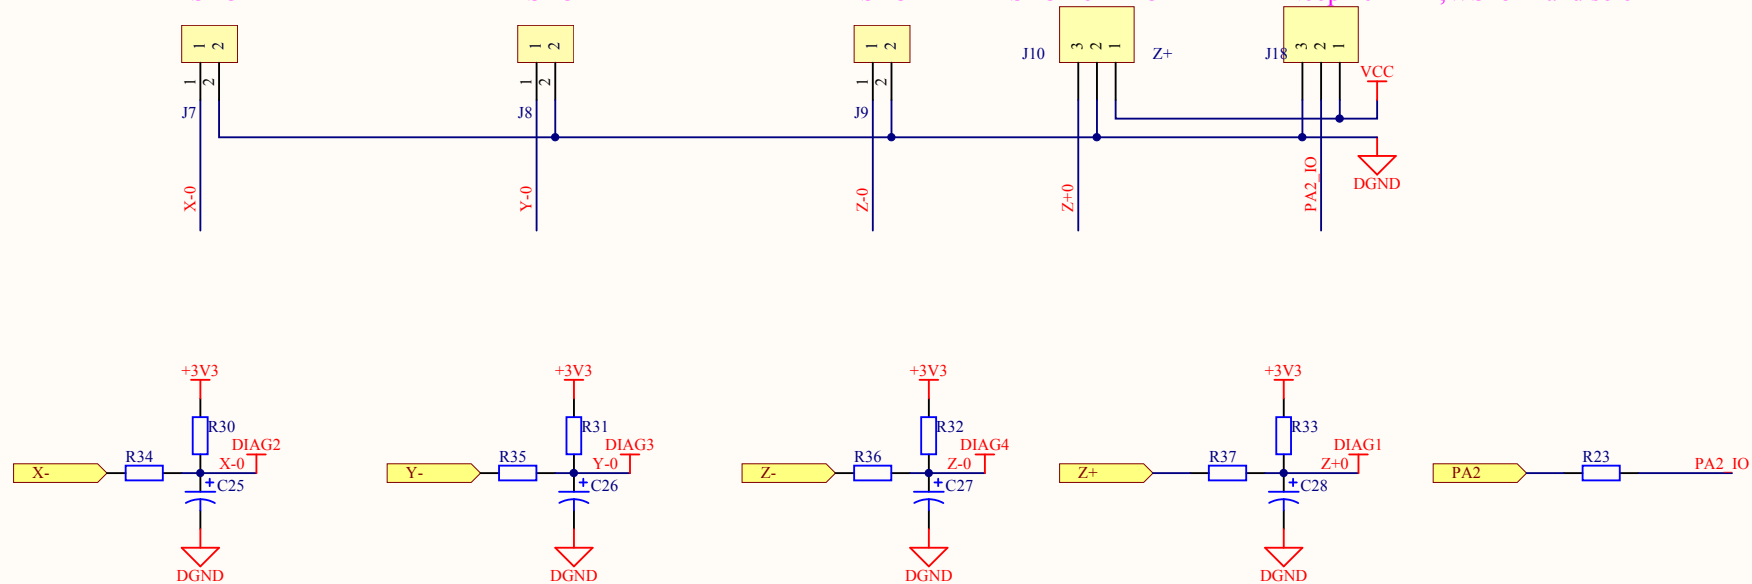 1 2
1 2
1 2
3 2 1
3 2 1
J10
Z+
J18
VCC
1 2
1 2
1 2
J7
J8
J9
DGND
X-0
Y-0
Z-0
Z+0
PA2_IO
+3V3
+3V3
+3V3
+3V3
R30
R31
R32
R33
DIAG2
DIAG3
DIAG4
DIAG1
X-
R34
X-0
Y-
R35
Y-0
Z-
R36
Z-0
Z+
R37
Z+0
PA2
R23
PA2_IO
+ C25
+ C26
+ C27
+ C28
DGND
DGND
DGND
DGND